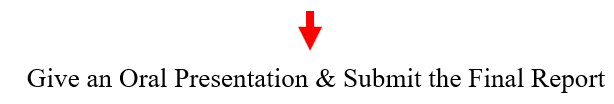 Give an Oral Presentation & Submit the Final Report